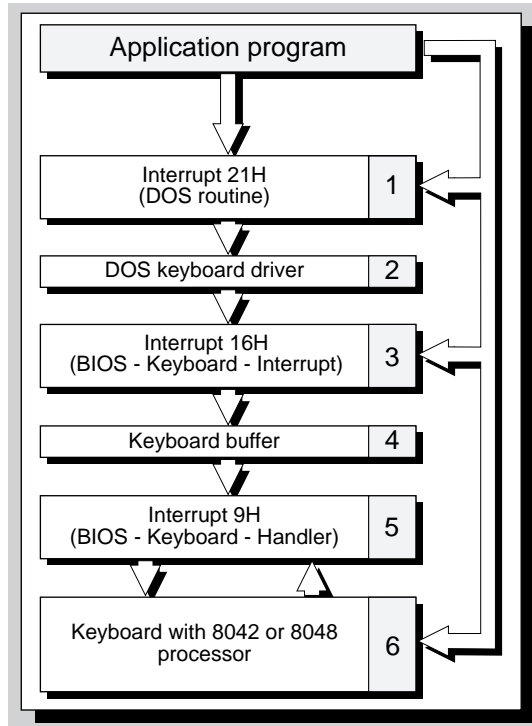 Application program
Interrupt 21H
(DOS routine)
1
DOS keyboard driver
2
Interrupt 16H
(BIOS - Keyboard - Interrupt)
3
Keyboard buffer
4
Interrupt 9H
(BIOS - Keyboard - Handler)
5
Keyboard with 8042 or 8048
processor
6